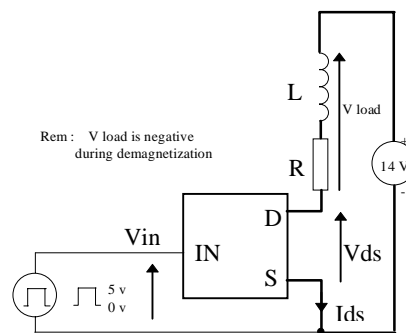 L
V load
Rem : V load is negative
during demagnetization
R
+
14 V
-
D
Vin
IN
Vds
S
5 v
0 v
Ids